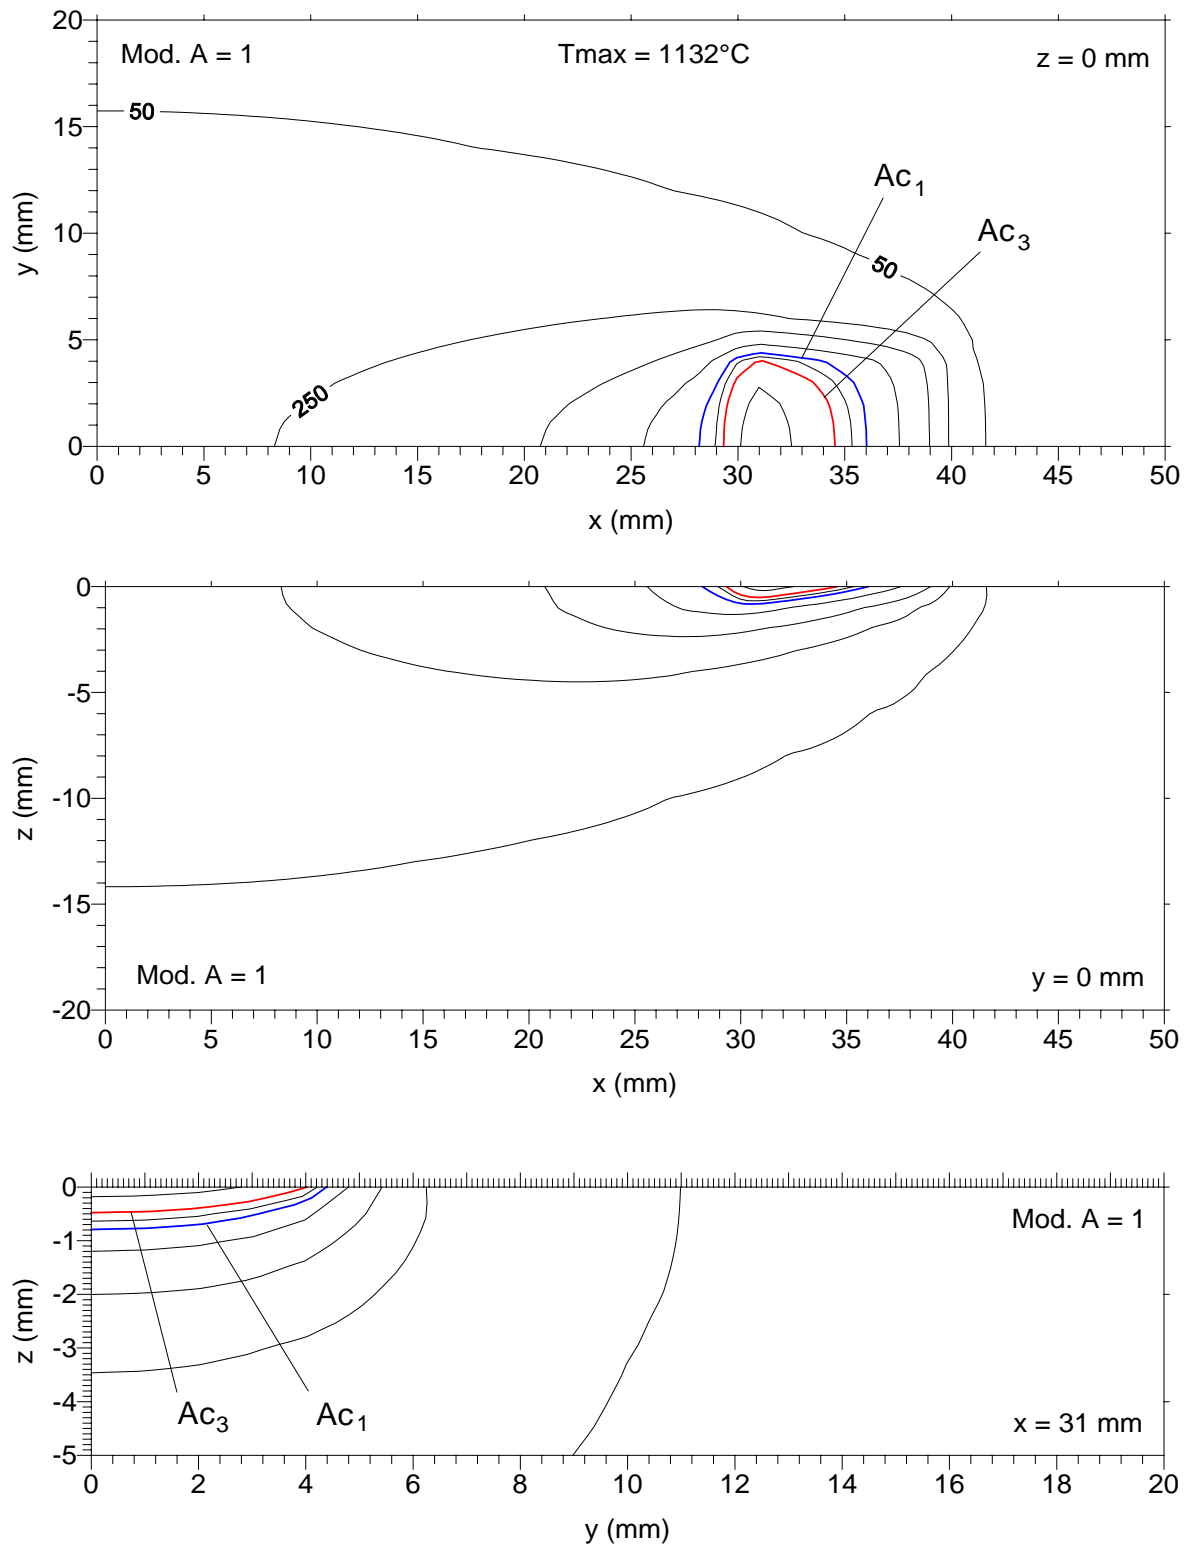 20
Mod. A = 1
Tmax = 1132°C
z = 0 mm
50
15
Ac1
Ac3
y (mm)
10
50
5
250
0
0 5 10 15 20 25 30 35 40 45 50
x (mm)
0
-5
z (mm)
-10
-15
Mod. A = 1
y = 0 mm
-20
0 5 10 15 20 25 30 35 40 45 50
x (mm)
0
Mod. A = 1
-1
-2
z (mm)
-3
-4
Ac3
Ac1
x = 31 mm
-5
0 2 4 6 8 10 12 14 16 18 20
y (mm)